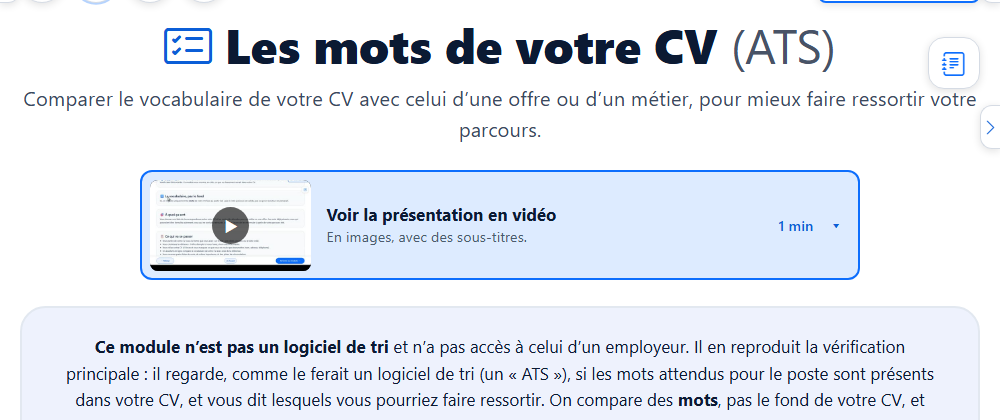 Les mots de votre CV (ATS)
Comparer le vocabulaire de votre CV avec celui d’une offre ou d’un métier, pour mieux faire ressortir votre
parcours.
Voir la présentation en vidéo
En images, avec des sous-titres.
1 min
Ce module n’est pas un logiciel de tri et n’a pas accès à celui d’un employeur. Il en reproduit la vérification
principale : il regarde, comme le ferait un logiciel de tri (un « ATS »), si les mots attendus pour le poste sont présents
dans votre CV, et vous dit lesquels vous pourriez faire ressortir. On compare des mots, pas le fond de votre CV, et